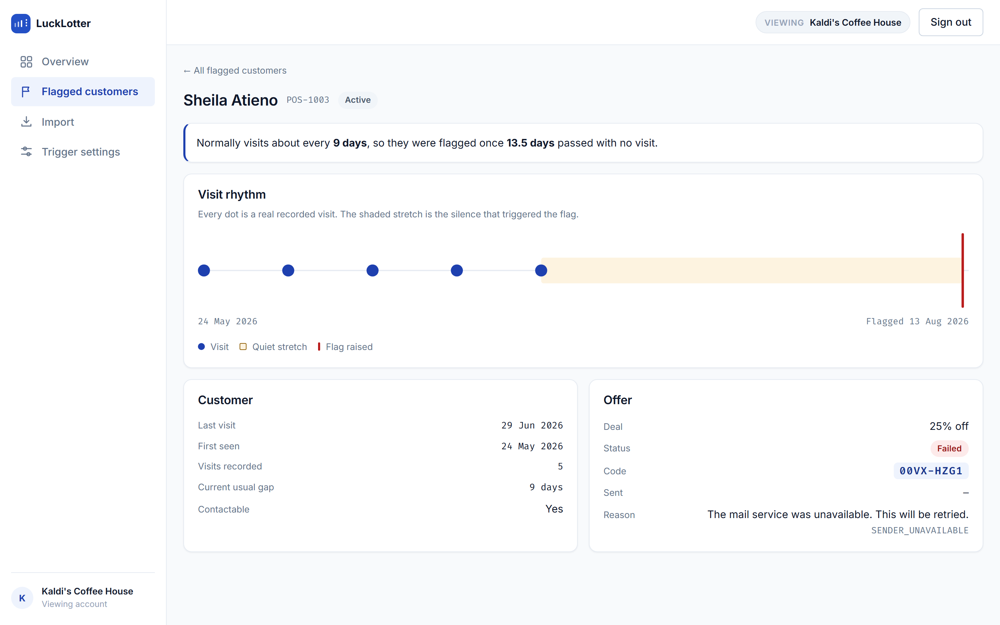 LuckLotter
Overview
Flagged customers
Import
Trigger settings
K
Kaldi's Coffee House
Viewing account
VIEWING Kaldi's Coffee House
Sign out
← All flagged customers
Sheila Atieno POS-1003 Active
Normally visits about every 9 days, so they were flagged once 13.5 days passed with no visit.
Visit rhythm
Every dot is a real recorded visit. The shaded stretch is the silence that triggered the flag.
24 May 2026 Flagged 13 Aug 2026
Visit Quiet stretch Flag raised
Customer
Last visit 29 Jun 2026
First seen 24 May 2026
Visits recorded 5
Current usual gap 9 days
Contactable Yes
Offer
Deal 25% off
Status Failed
Code 00VX-HZG1
Sent –
Reason The mail service was unavailable. This will be retried.
SENDER_UNAVAILABLE